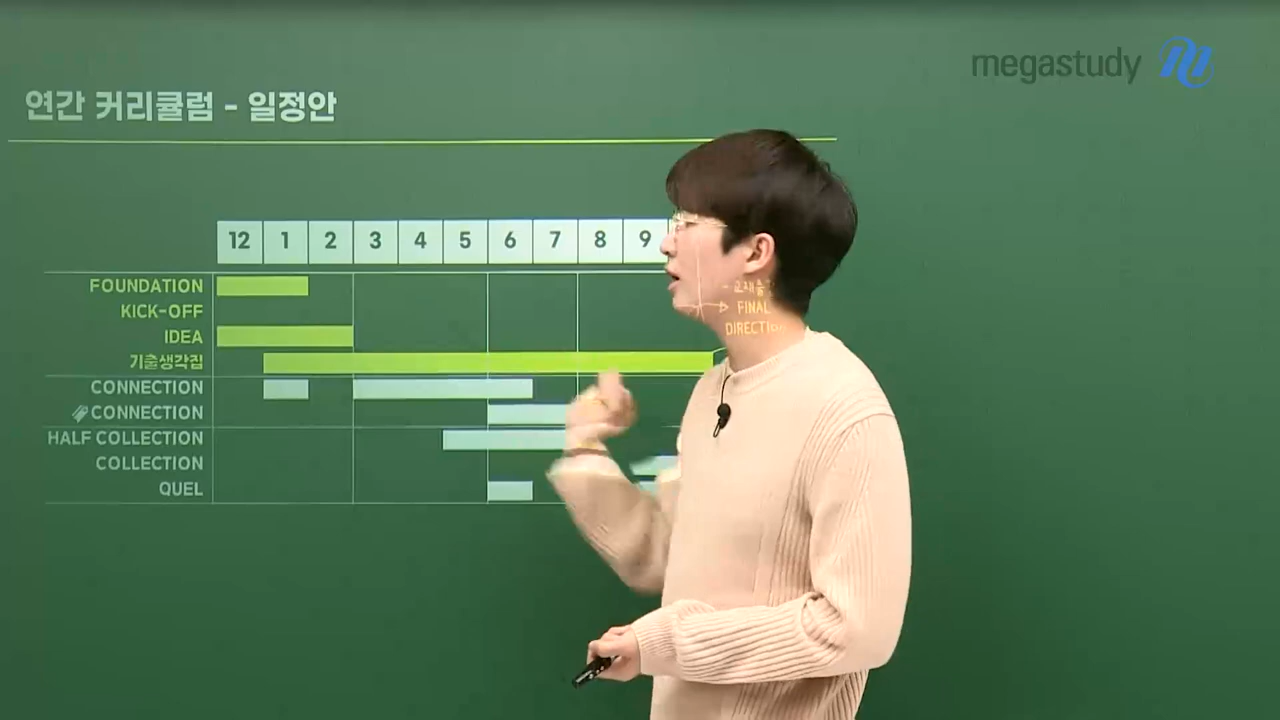 megastudy
연간 커리큘럼 - 일정안
12 1 2 3 4 5 6 7 8 9
FOUNDATION
KICK-OFF
IDEA
기출생각집
CONNECTION
CONNECTION
HALF COLLECTION
COLLECTION
QUEL
FINAL